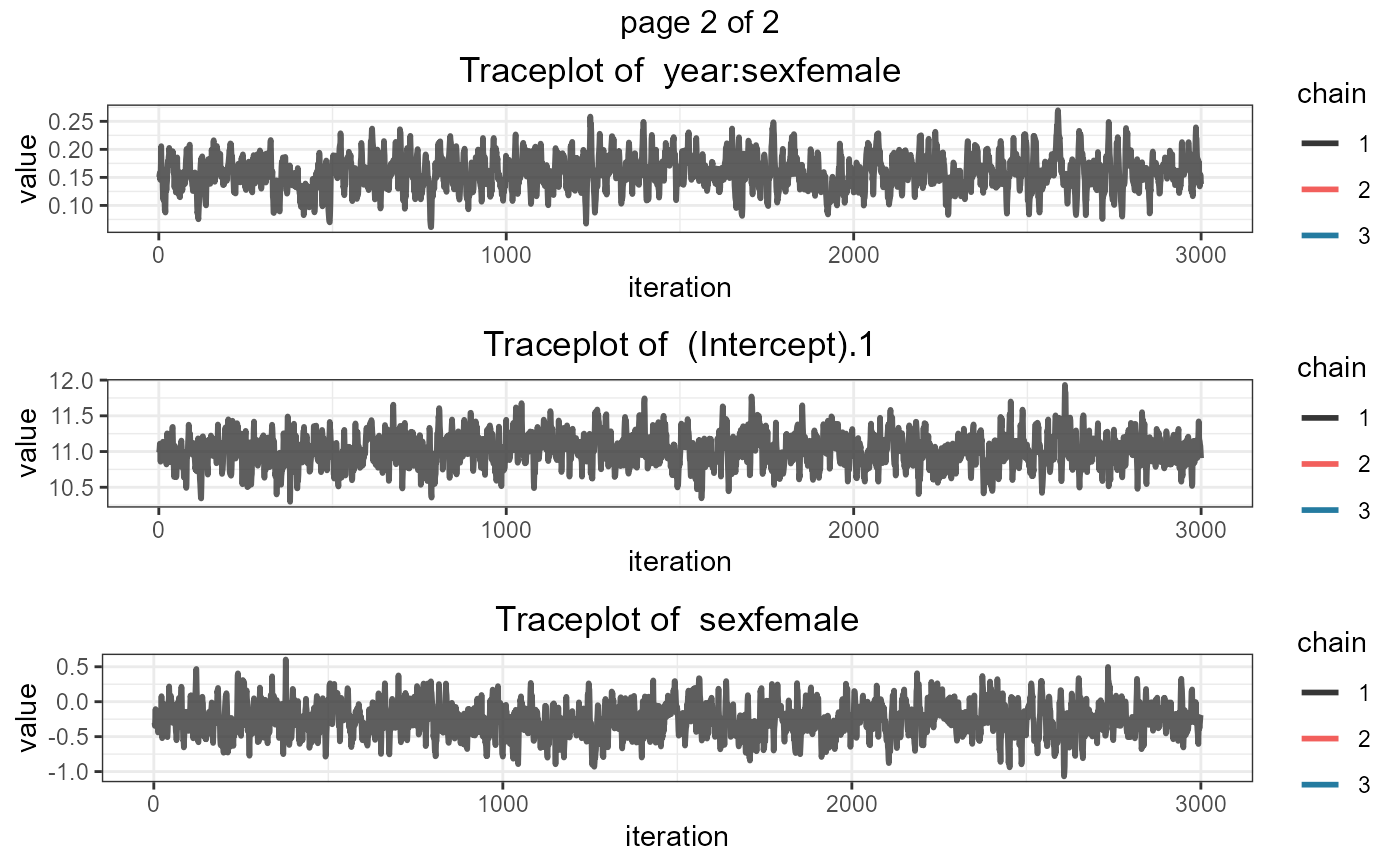 page 2 of 2
Traceplot of  year:sexfemale
value
0.25
0.20
0.15
0.10
0
1000
2000
3000
iteration
chain
1
2
3
Traceplot of  (Intercept).1
value
12.0
11.5
11.0
10.5
0
1000
2000
3000
iteration
chain
1
2
3
Traceplot of  sexfemale
value
0.5
0.0
-0.5
-1.0
0
1000
2000
3000
iteration
chain
1
2
3